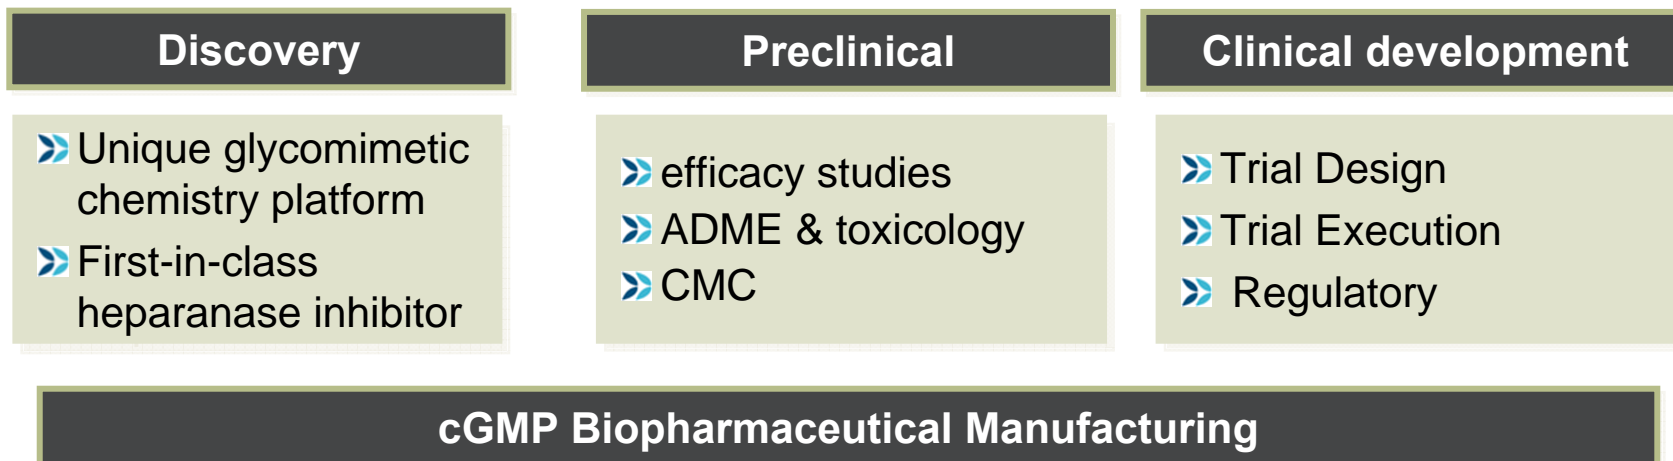 Discovery
Unique glycomimetic
chemistry platform
First-in-class
heparanase inhibitor
Preclinical
efficacy studies
ADME & toxicology
CMC
Clinical development
Trial Design
Trial Execution
Regulatory
cGMP Biopharmaceutical Manufacturing